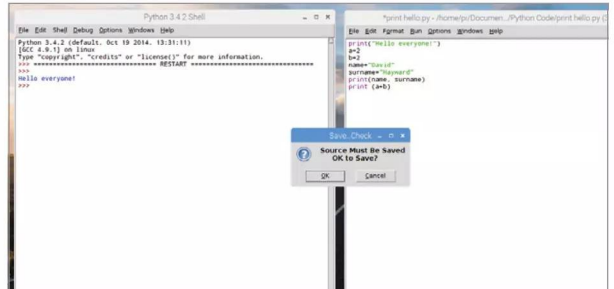 Python 3.4.2 Shell
File Edit Shell Debug Options Windows Help
Python 3.4.2 (default, Oct 19 2014, 13:31:11)
[GCC 4.9.1] on linux
Type "copyright", "credits" or "license()" for more information.
>>> ================================ RESTART ================================
>>>
Hello everyone!
>>>
*print hello.py - /home/pi/Documen.../Python Code/print hello.py (3
File Edit Format Run Options Windows Help
print("Hello everyone!")
a=2
b=2
name="David"
surname="Hayward"
print(name, surname)
print (a+b)
Save..Check
Source Must Be Saved
OK to Save?
OK
Cancel